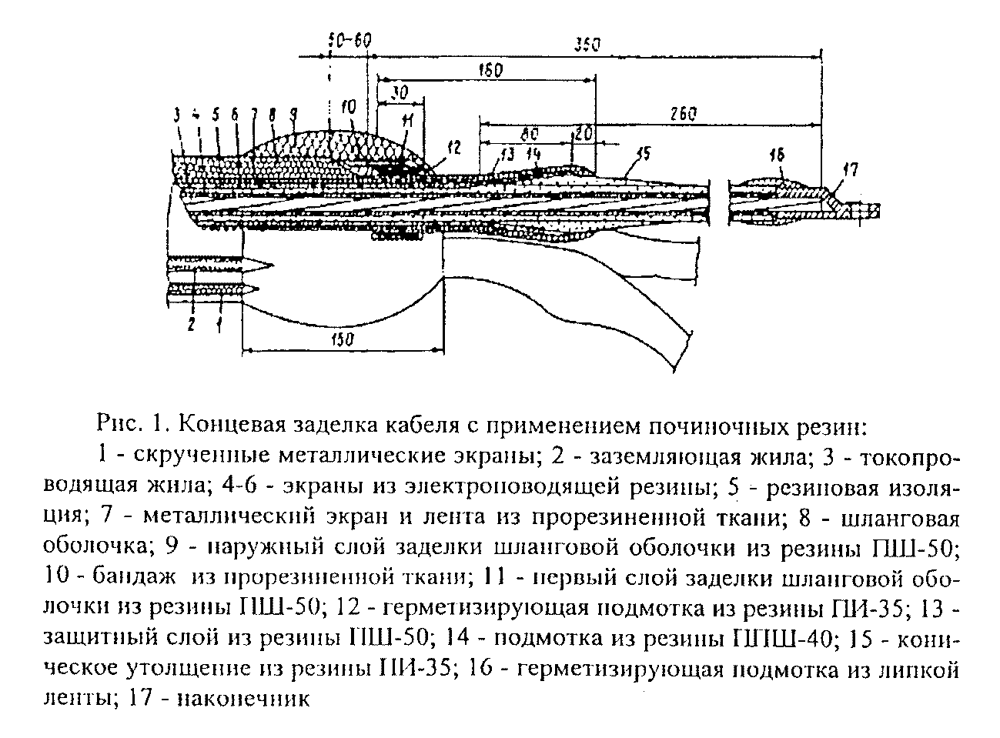 50-60
350
160
30
260
80 20
3 4 5 6 7 8 9 10 11 12 13 14 15 16 17
2 1
150
Рис. 1. Концевая заделка кабеля с применением починочных резин:
1 - скрученные металлические экраны; 2 - заземляющая жила; 3 - токопро-
водящая жила; 4-6 - экраны из электроповодящей резины; 5 - резиновая изоля-
ция; 7 - металлический экран и лента из прорезиненной ткани; 8 - шланговая
оболочка; 9 - наружный слой заделки шланговой оболочки из резины ПШ-50;
10 - бандаж из прорезиненной ткани; 11 - первый слой заделки шланговой обо-
лочки из резины ПШ-50; 12 - герметизирующая подмотка из резины ПИ-35; 13 -
защитный слой из резины ПШ-50; 14 - подмотка из резины ППШ-40; 15 - кони-
ческое утолщение из резины ПИ-35; 16 - герметизирующая подмотка из липкой
ленты; 17 - наконечник